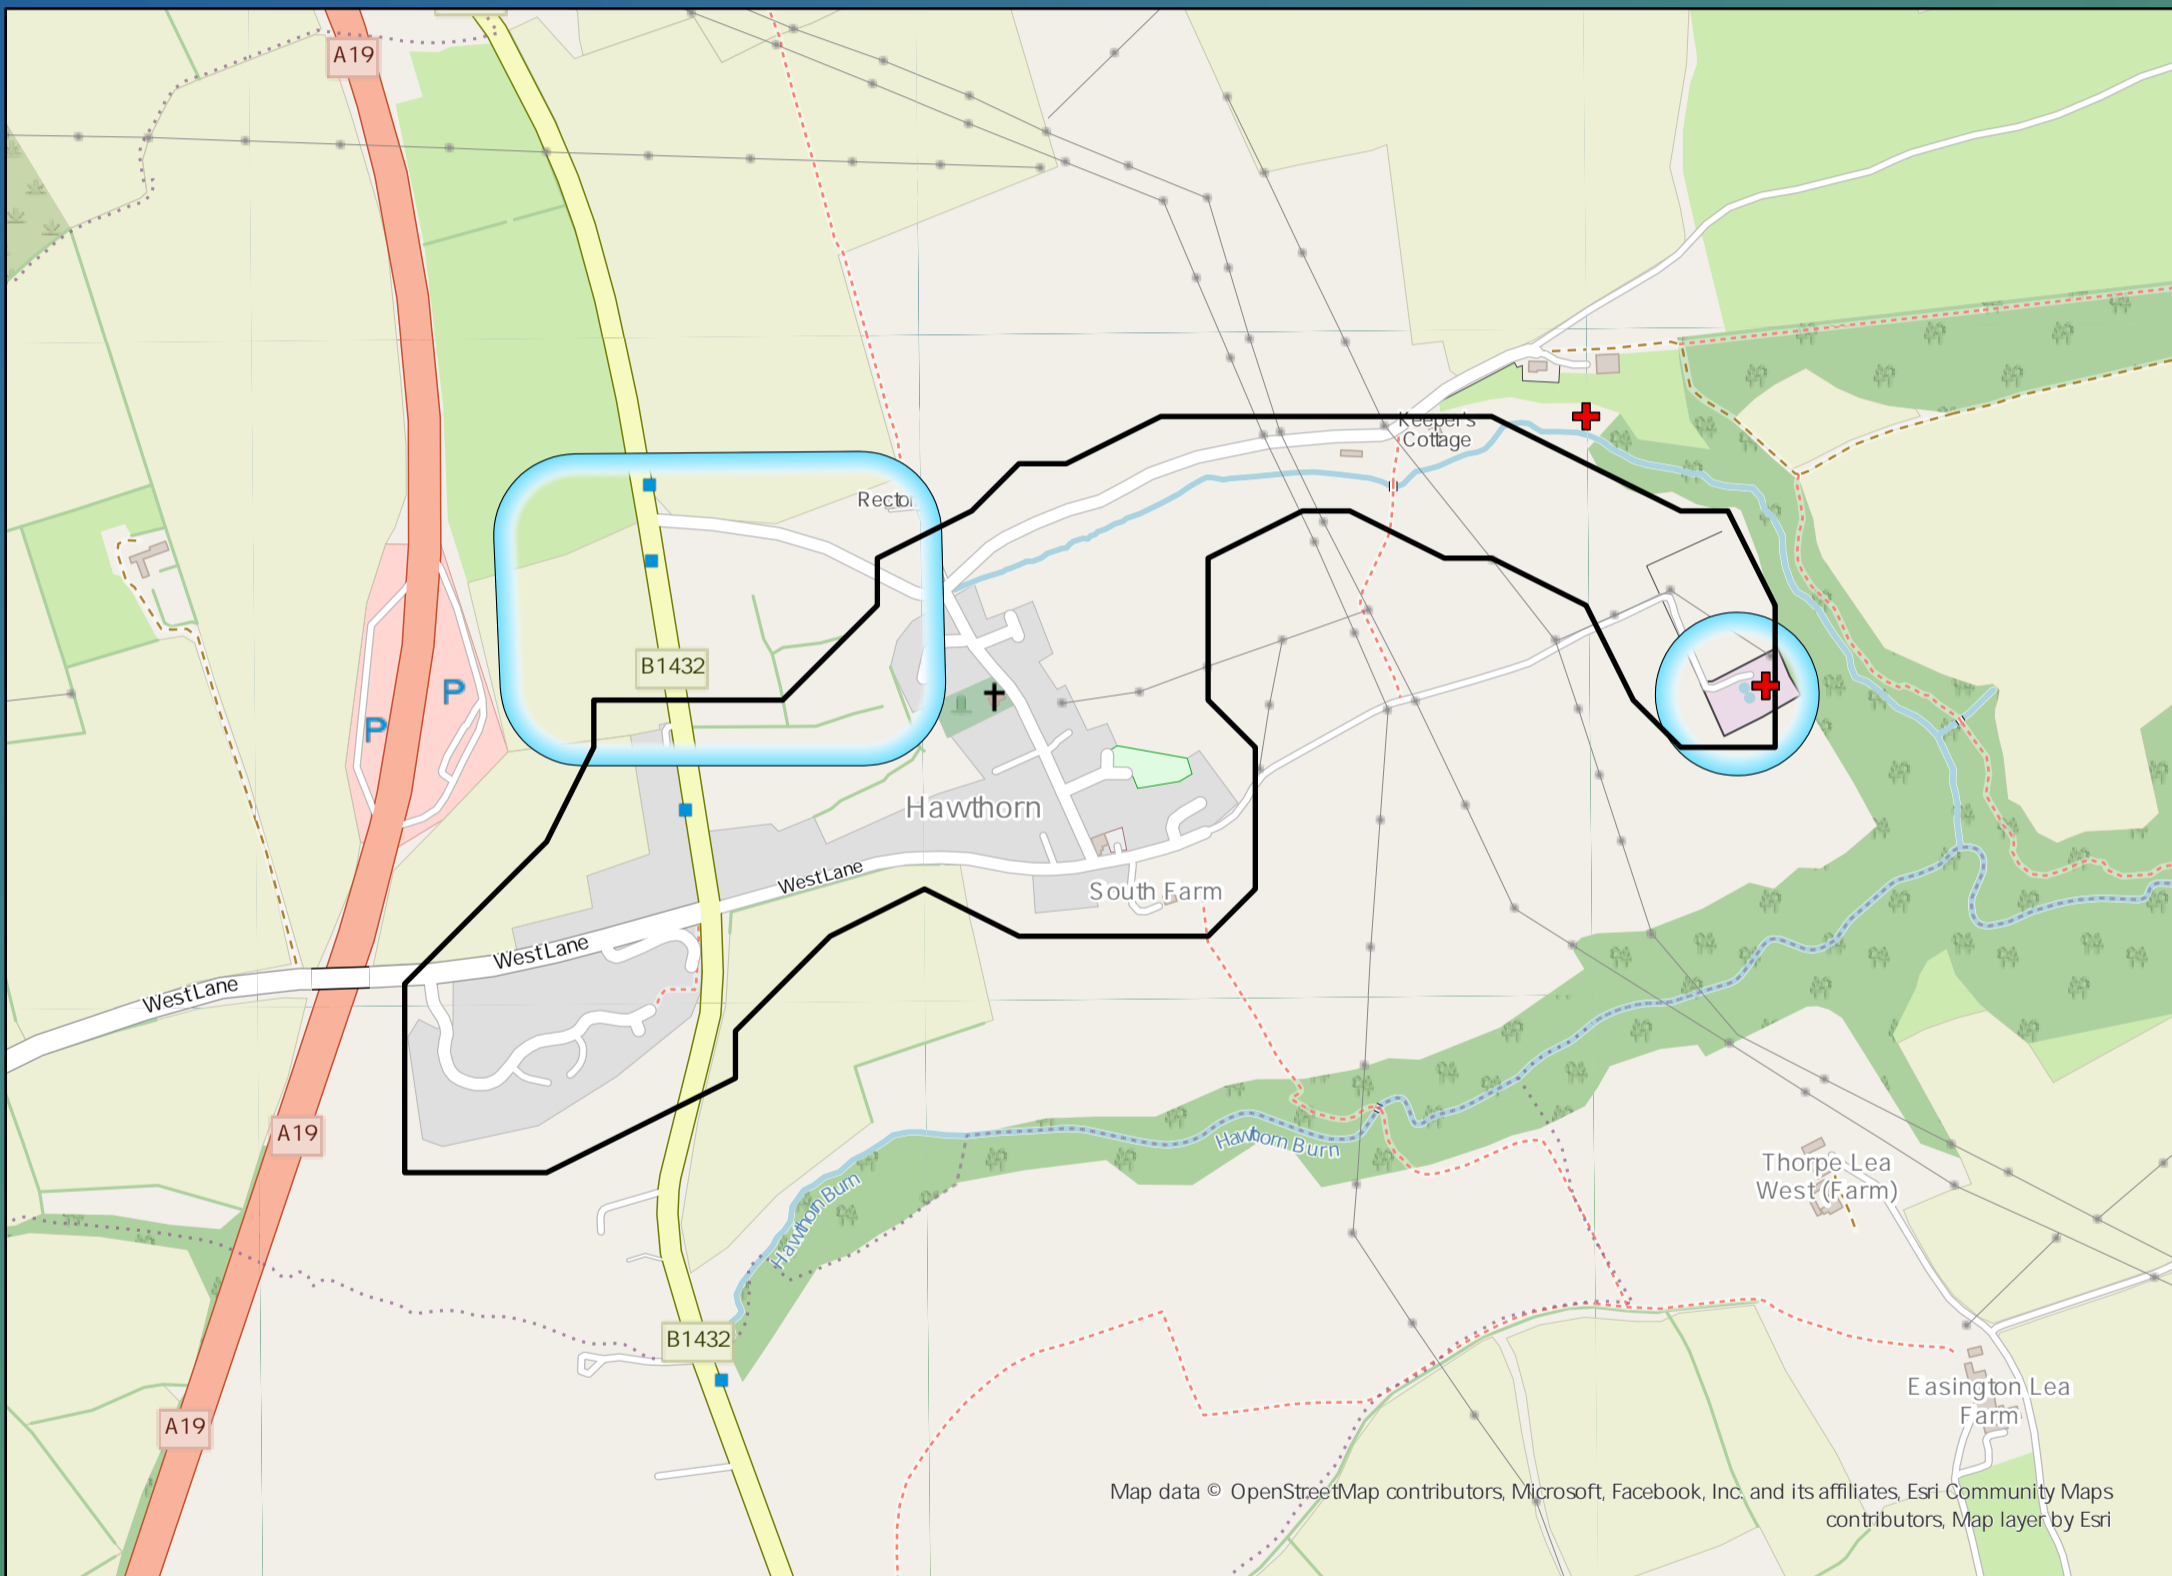 A19
Keeper's
Cottage
Rector
B1432
P
P
Hawthorn
West Lane
South Farm
West Lane
West Lane
A19
Hawthorn Burn
Hawthorn Burn
Thorpe Lea
West (Farm)
B1432
Easington Lea
Farm
A19
Map data © OpenStreetMap contributors, Microsoft, Facebook, Inc. and its affiliates, Esri Community Maps
contributors, Map layer by Esri